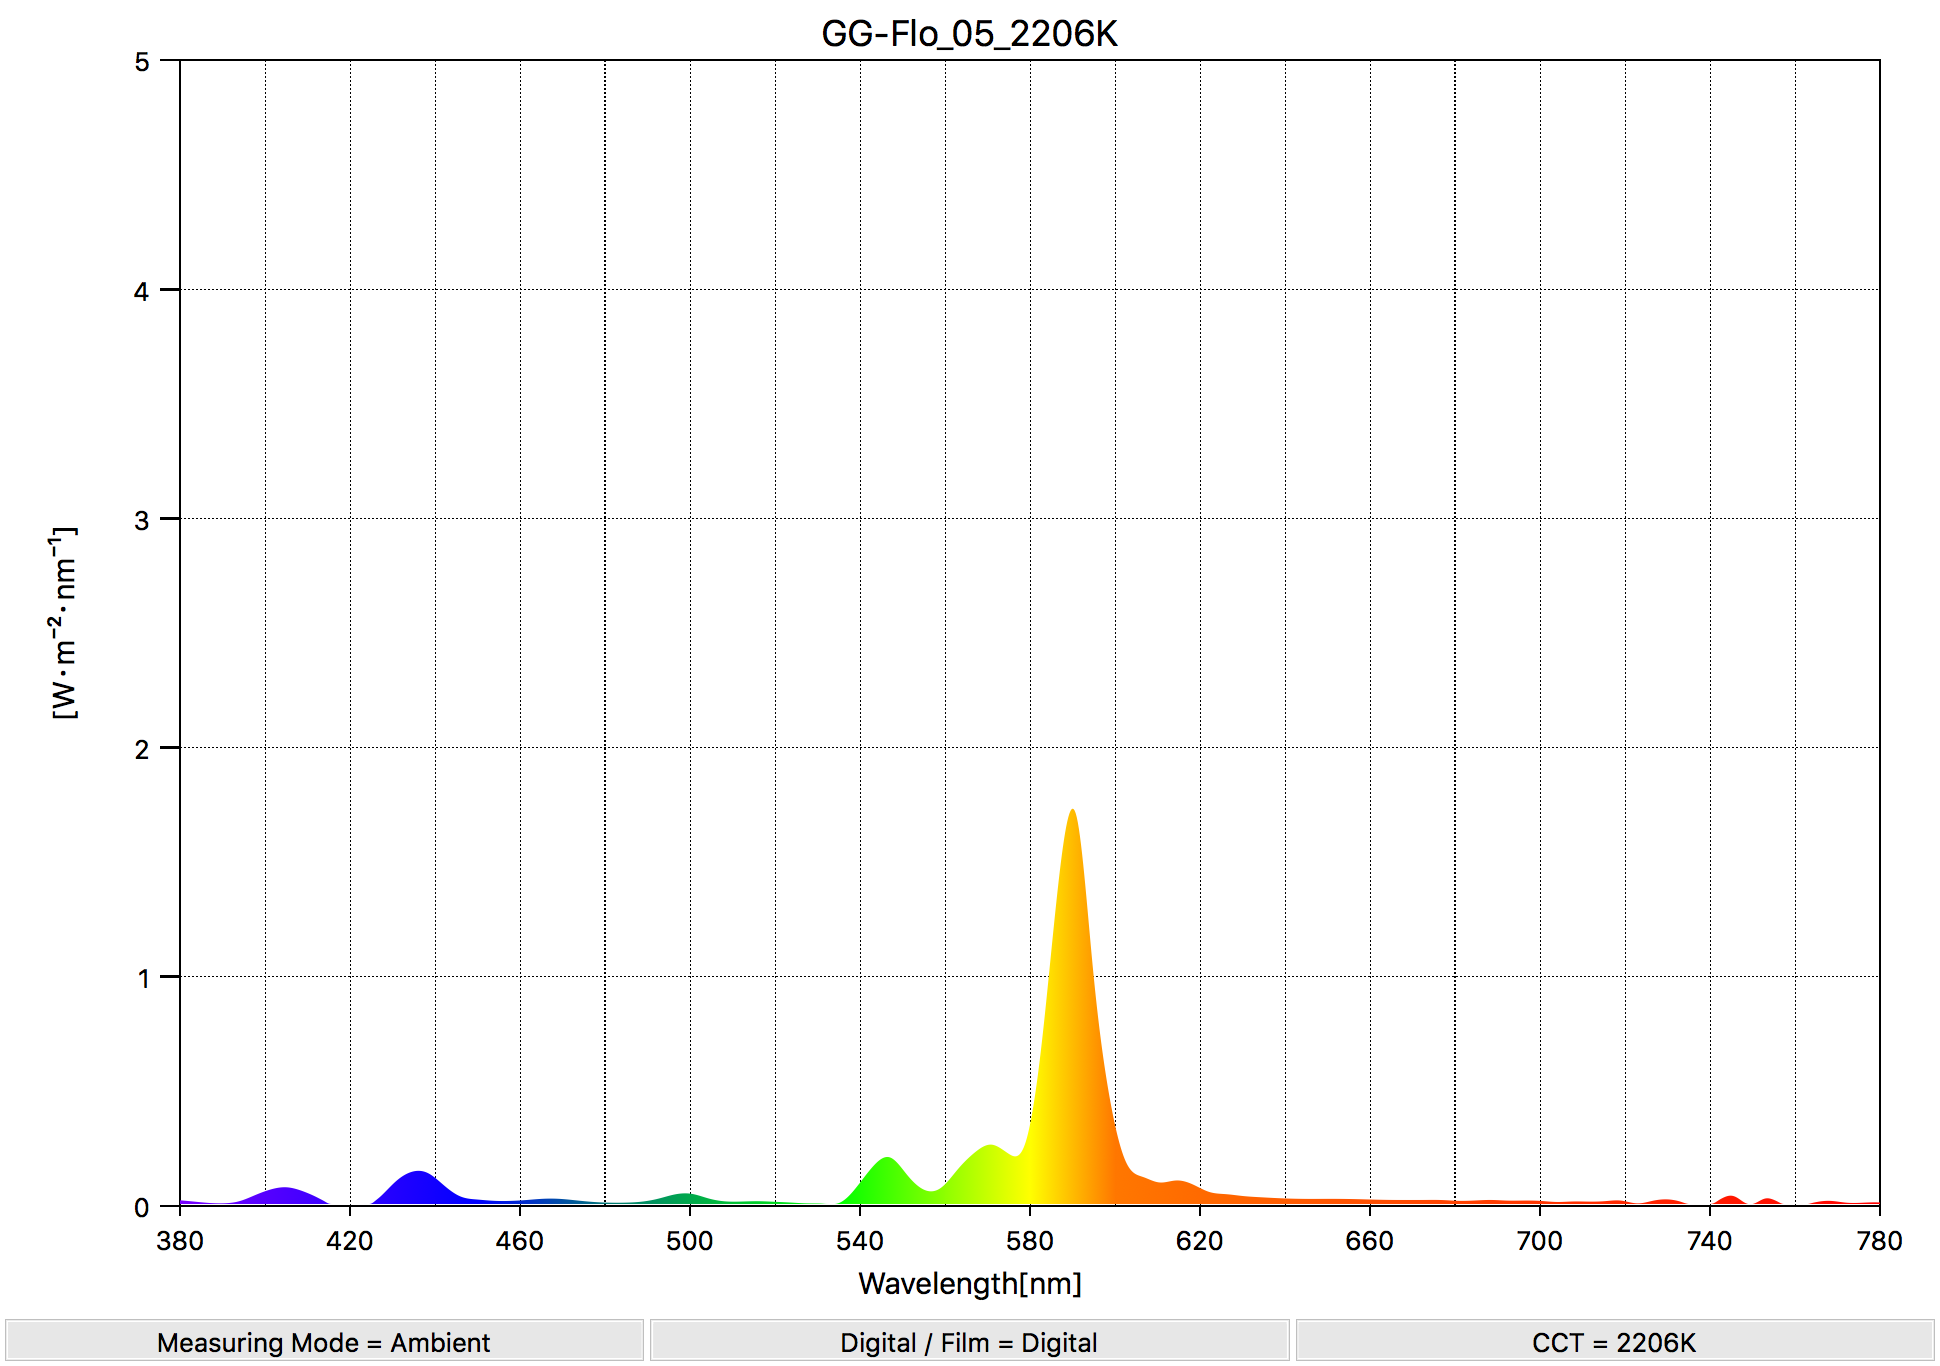 GG-Flo_05_2206K
5
4
3
2
1
0
[W・m⁻²・nm⁻¹]
380 420 460 500 540 580 620 660 700 740 780
Wavelength[nm]
Measuring Mode = Ambient
Digital / Film = Digital
CCT = 2206K